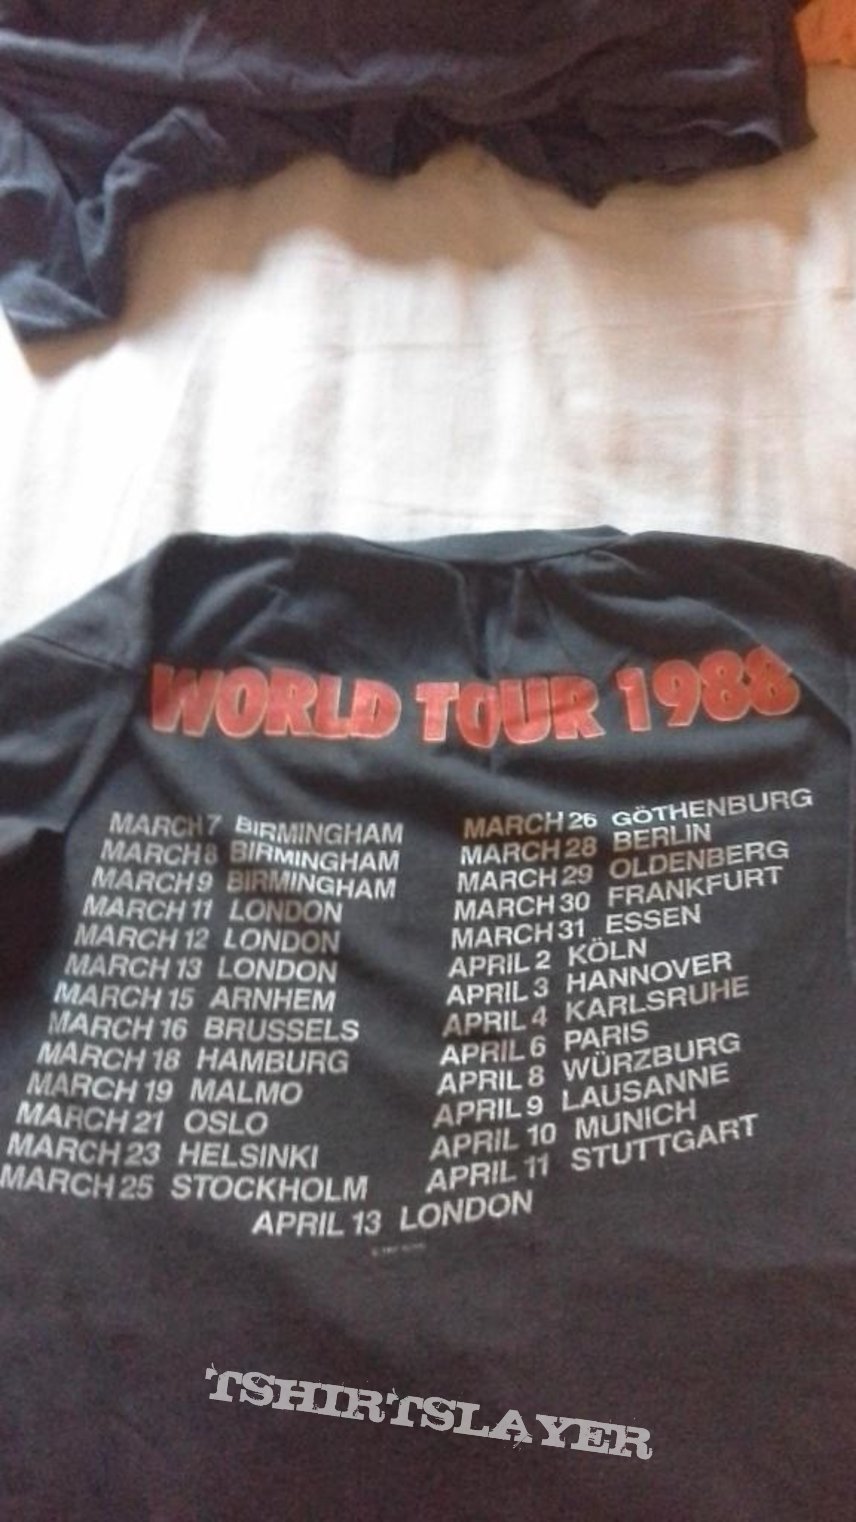 WORLD TOUR 1988
MARCH 7 BIRMINGHAM
MARCH 8 BIRMINGHAM
MARCH 9 BIRMINGHAM
MARCH 11 LONDON
MARCH 12 LONDON
MARCH 13 LONDON
MARCH 15 ARNHEM
MARCH 16 BRUSSELS
MARCH 18 HAMBURG
MARCH 19 MALMO
MARCH 21 OSLO
MARCH 23 HELSINKI
MARCH 25 STOCKHOLM
MARCH 26 GÖTHENBURG
MARCH 28 BERLIN
MARCH 29 OLDENBERG
MARCH 30 FRANKFURT
MARCH 31 ESSEN
APRIL 2 KÖLN
APRIL 3 HANNOVER
APRIL 4 KARLSRUHE
APRIL 6 PARIS
APRIL 8 WÜRZBURG
APRIL 9 LAUSANNE
APRIL 10 MUNICH
APRIL 11 STUTTGART
APRIL 13 LONDON
TSHIRTSLAYER